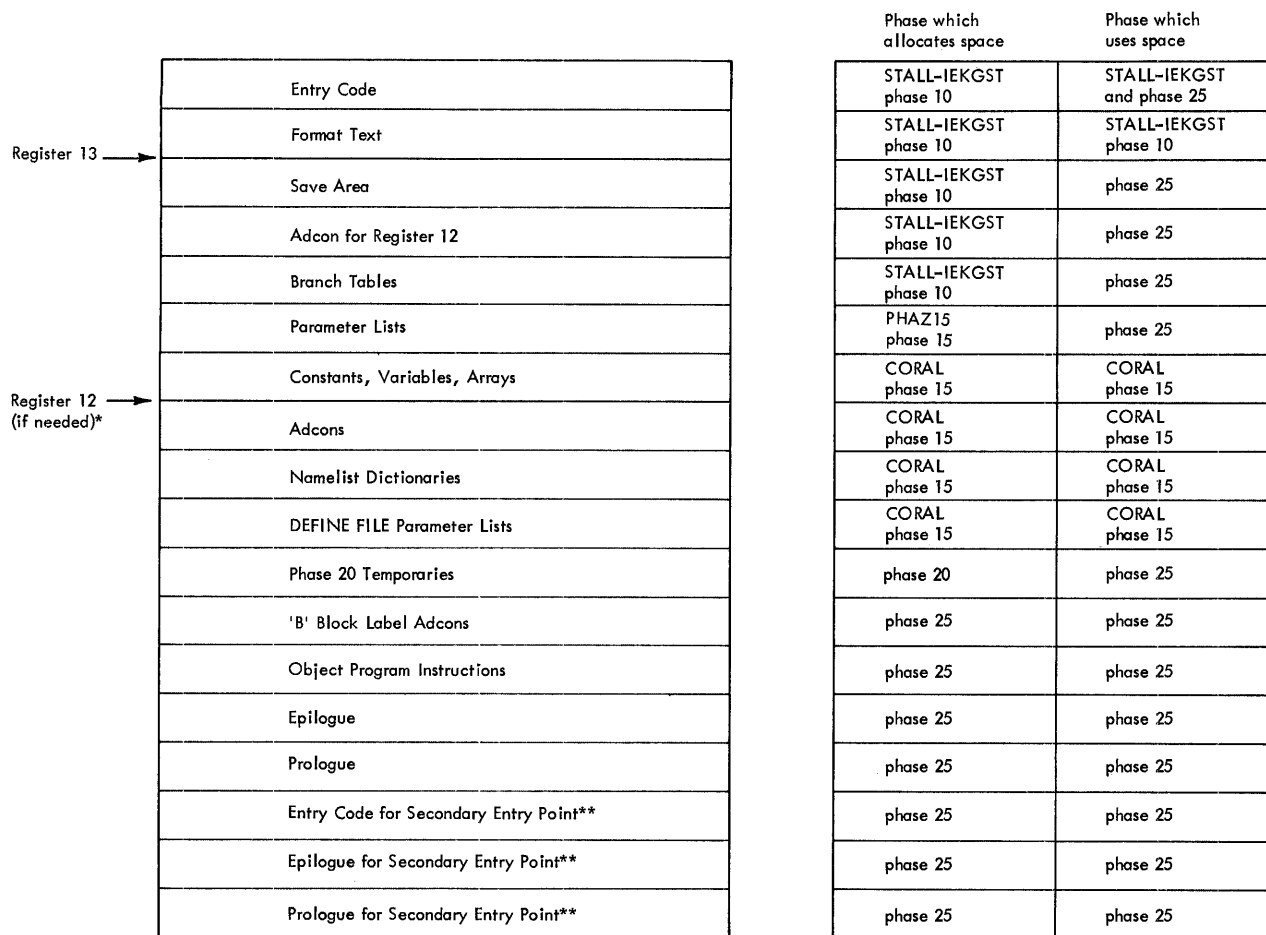 Phase which allocates space
Phase which uses space
Entry Code
STALL-IEKGST phase 10
STALL-IEKGST and phase 25
Format Text
STALL-IEKGST phase 10
STALL-IEKGST phase 10
Register 13
Save Area
STALL-IEKGST phase 10
phase 25
Adcon for Register 12
STALL-IEKGST phase 10
phase 25
Branch Tables
STALL-IEKGST phase 10
phase 25
Parameter Lists
PHAZ15 phase 15
phase 25
Constants, Variables, Arrays
CORAL phase 15
CORAL phase 15
Register 12 (if needed)*
Adcons
CORAL phase 15
CORAL phase 15
Namelist Dictionaries
CORAL phase 15
CORAL phase 15
DEFINE FILE Parameter Lists
CORAL phase 15
CORAL phase 15
Phase 20 Temporaries
phase 20
phase 25
'B' Block Label Adcons
phase 25
phase 25
Object Program Instructions
phase 25
phase 25
Epilogue
phase 25
phase 25
Prologue
phase 25
phase 25
Entry Code for Secondary Entry Point**
phase 25
phase 25
Epilogue for Secondary Entry Point**
phase 25
phase 25
Prologue for Secondary Entry Point**
phase 25
phase 25